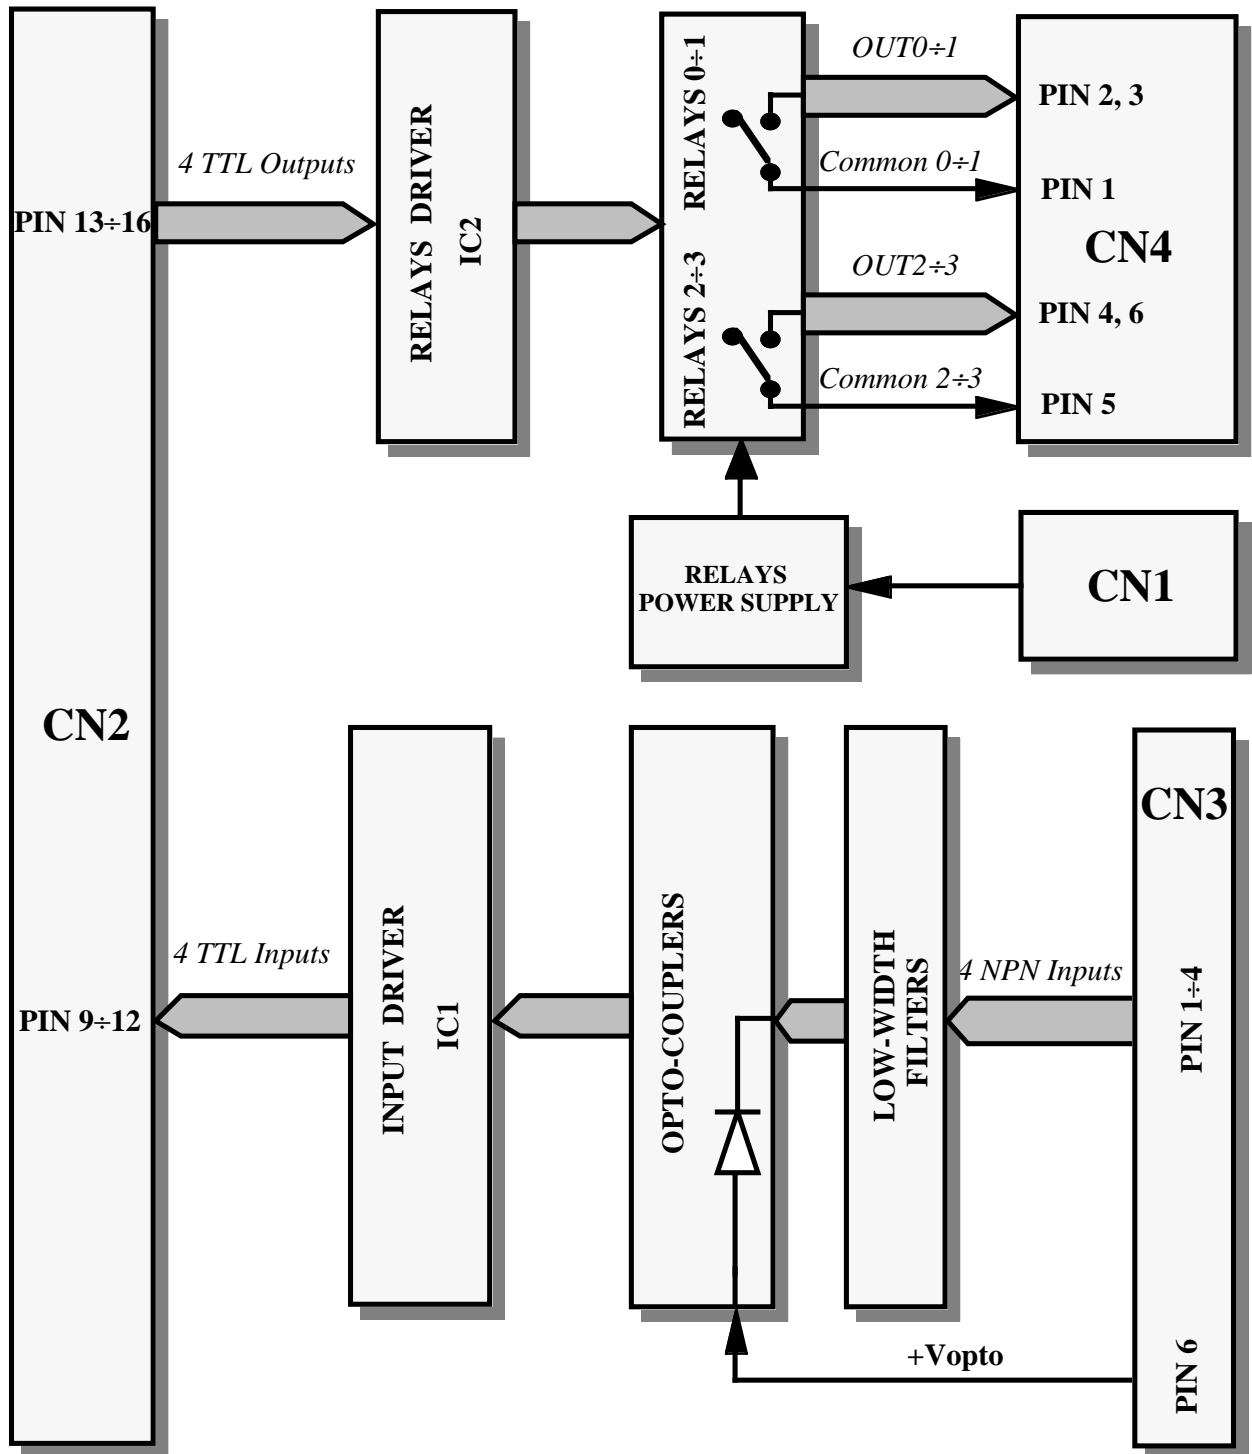 OUT0÷1
PIN 2, 3
RELAYS 0÷1
RELAYS DRIVER
IC2
4 TTL Outputs
Common 0÷1
PIN 13÷16
PIN 1
CN4
OUT2÷3
RELAYS 2÷3
PIN 4, 6
Common 2÷3
PIN 5
RELAYS
POWER SUPPLY
CN1
CN2
CN3
4 TTL Inputs
INPUT DRIVER
IC1
OPTO-COUPLERS
LOW-WIDTH
FILTERS
4 NPN Inputs
PIN 9÷12
PIN 1÷4
+Vopto
PIN 6